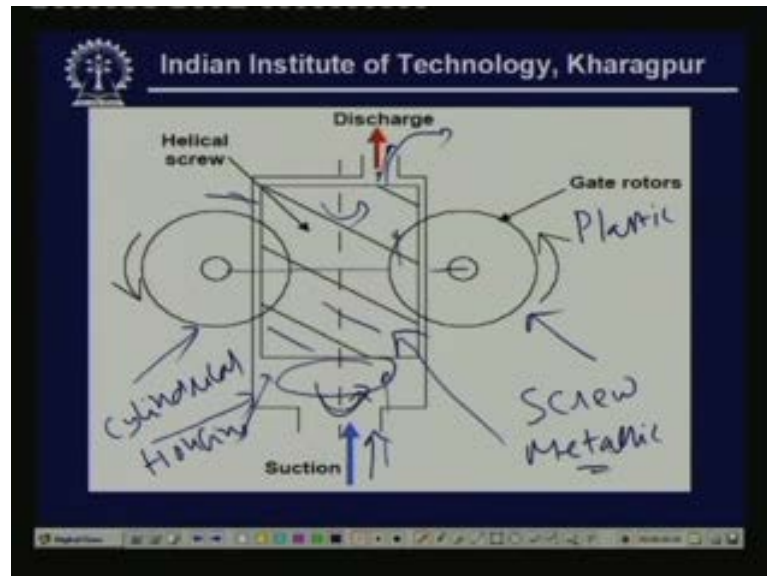 Indian Institute of Technology, Kharagpur
Discharge
Helical
screw
Gate rotors
Plastic
Cylindrical
Housing
Screw
Metallic
Suction